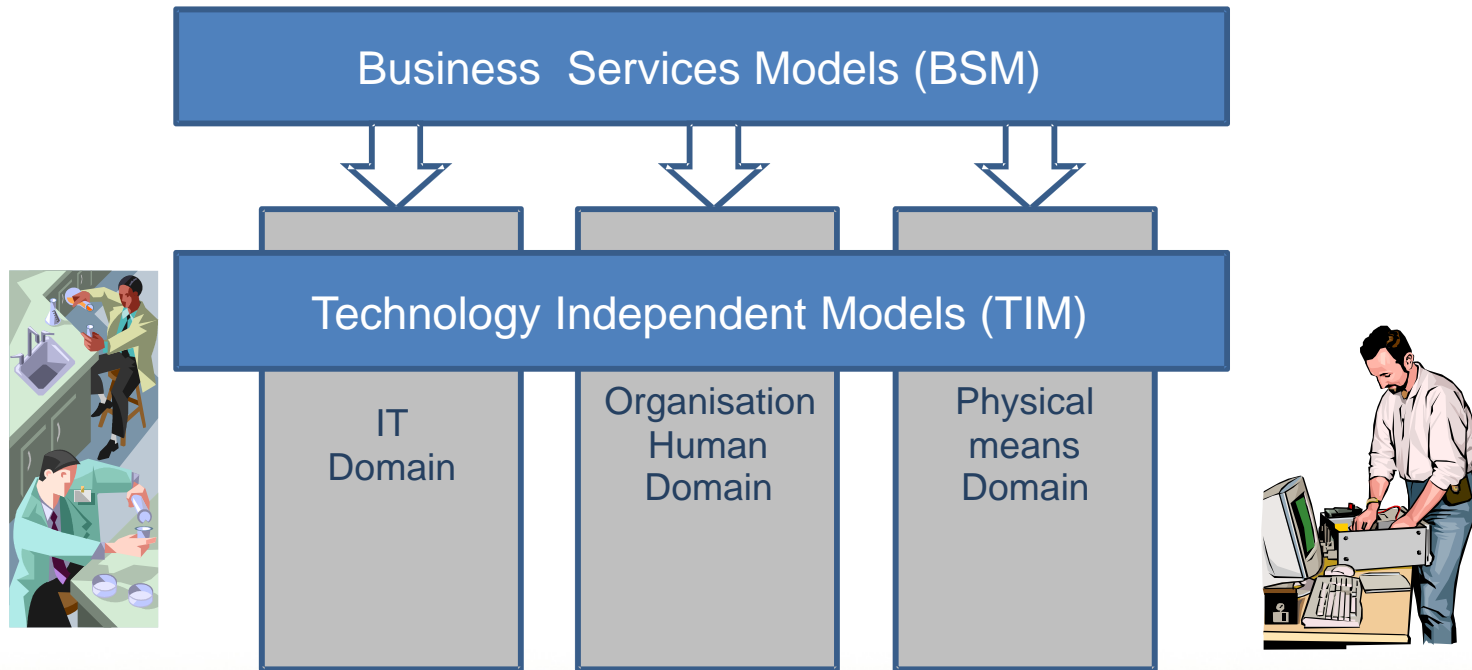 Business  Services Models (BSM)
Technology Independent Models (TIM)
IT
Domain
Organisation
Human
Domain
Physical
means
Domain